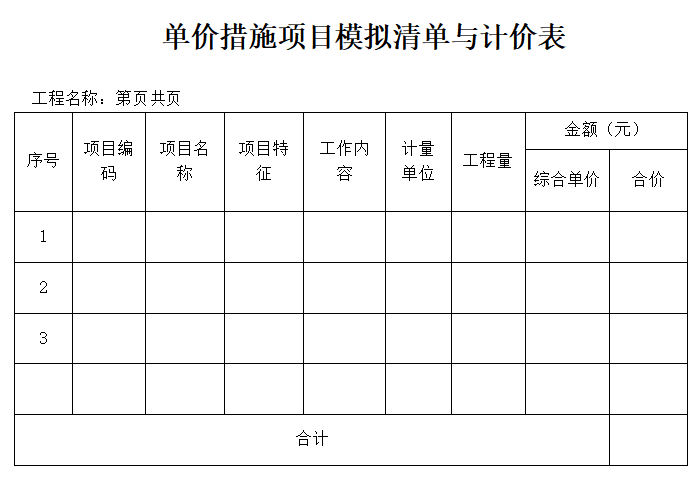 单价措施项目模拟清单与计价表
工程名称：第页共页
序号 项目编码 项目名称 项目特征 工作内容 计量单位 工程量 金额（元）
综合单价 合价
1
2
3
合计